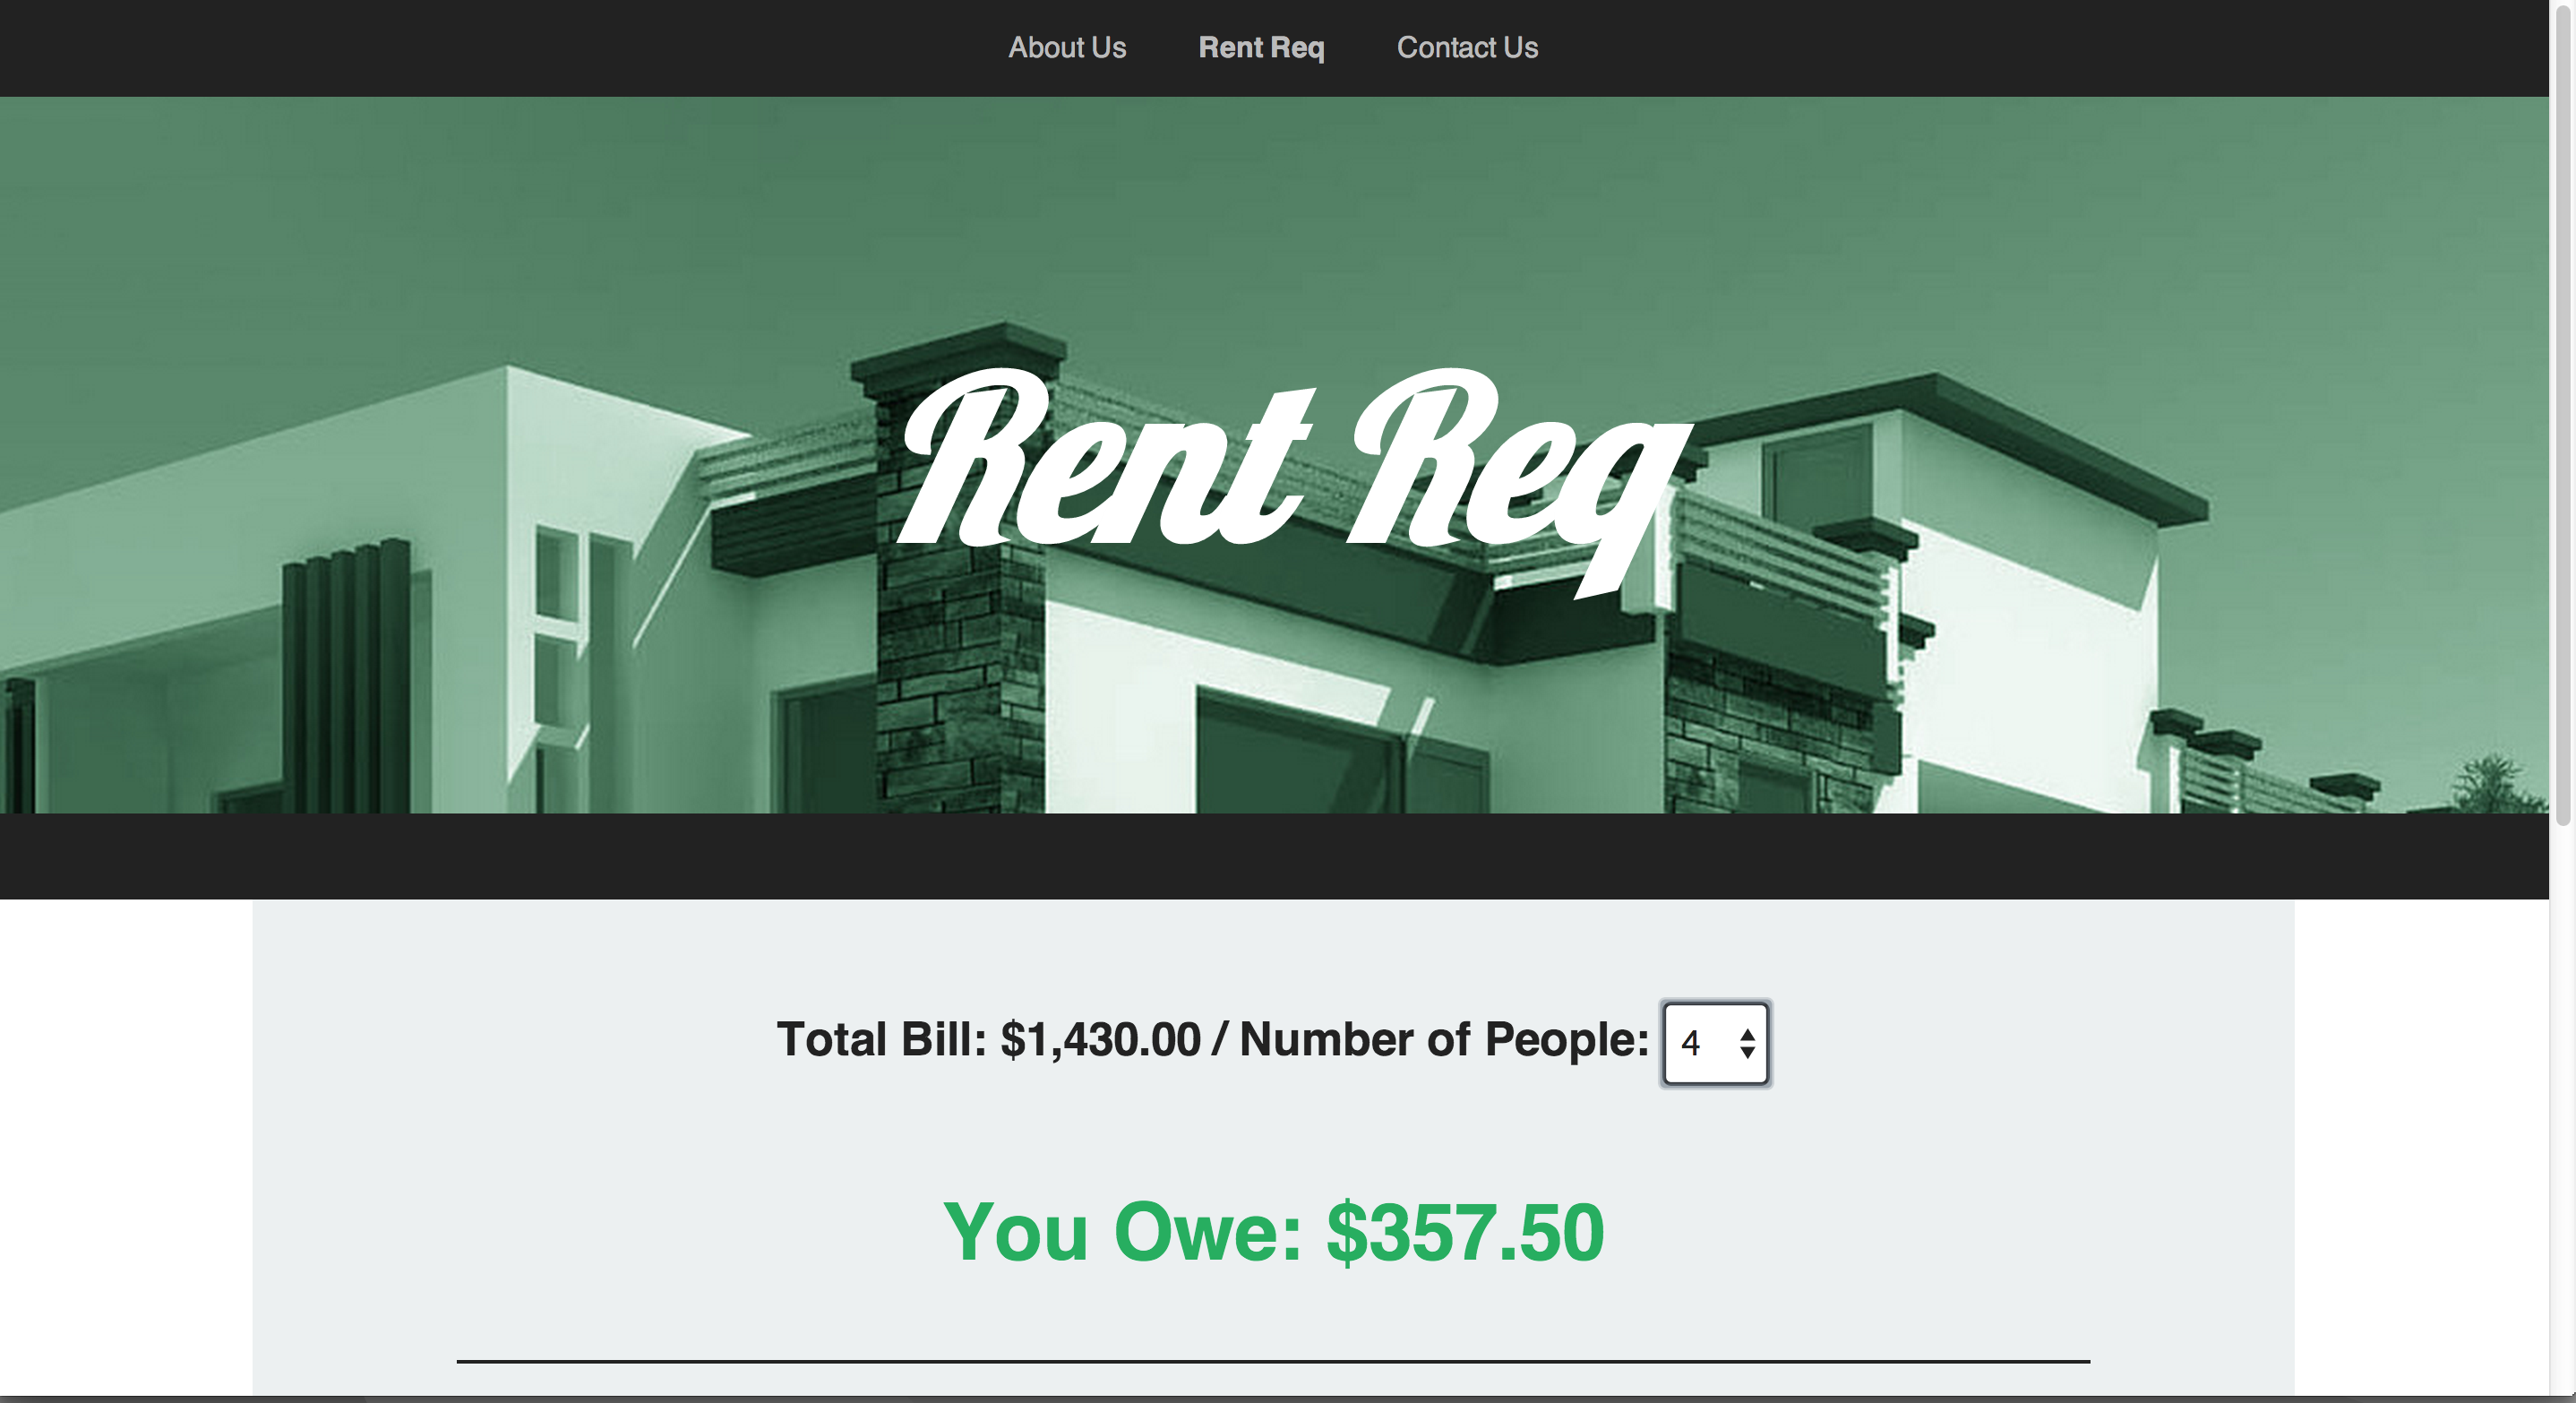 About Us Rent Req Contact Us
Rent Req
Total Bill: $1,430.00 / Number of People: 4
You Owe: $357.50